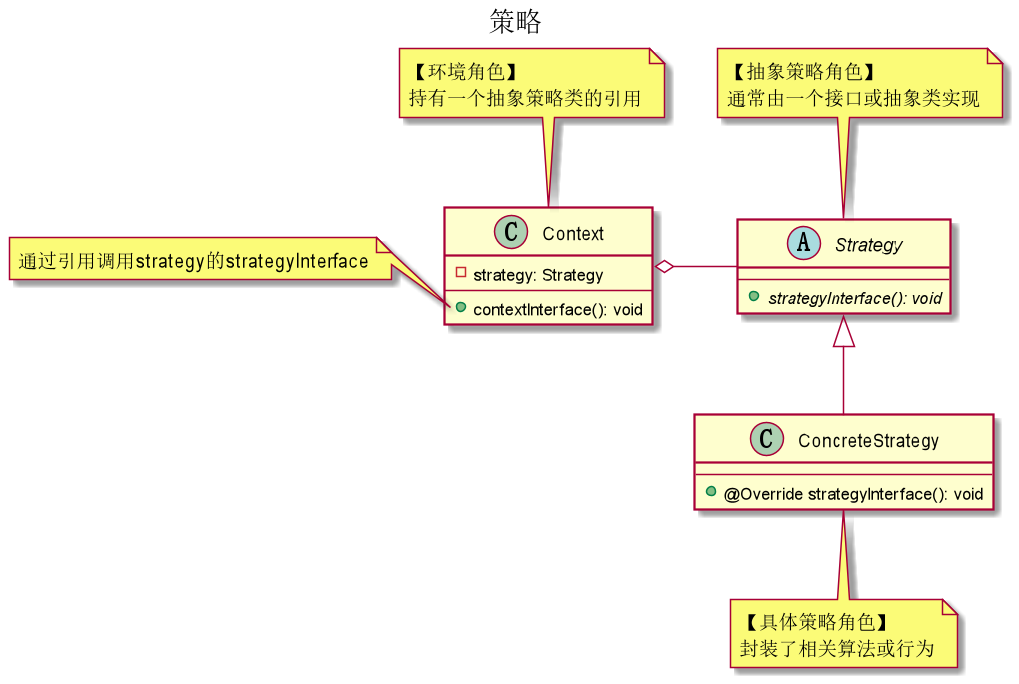 策略
【环境角色】
持有一个抽象策略类的引用
【抽象策略角色】
通常由一个接口或抽象类实现
通过引用调用strategy的strategyInterface
C Context
strategy: Strategy
contextInterface(): void
A Strategy
strategyInterface(): void
C ConcreteStrategy
@Override strategyInterface(): void
【具体策略角色】
封装了相关算法或行为